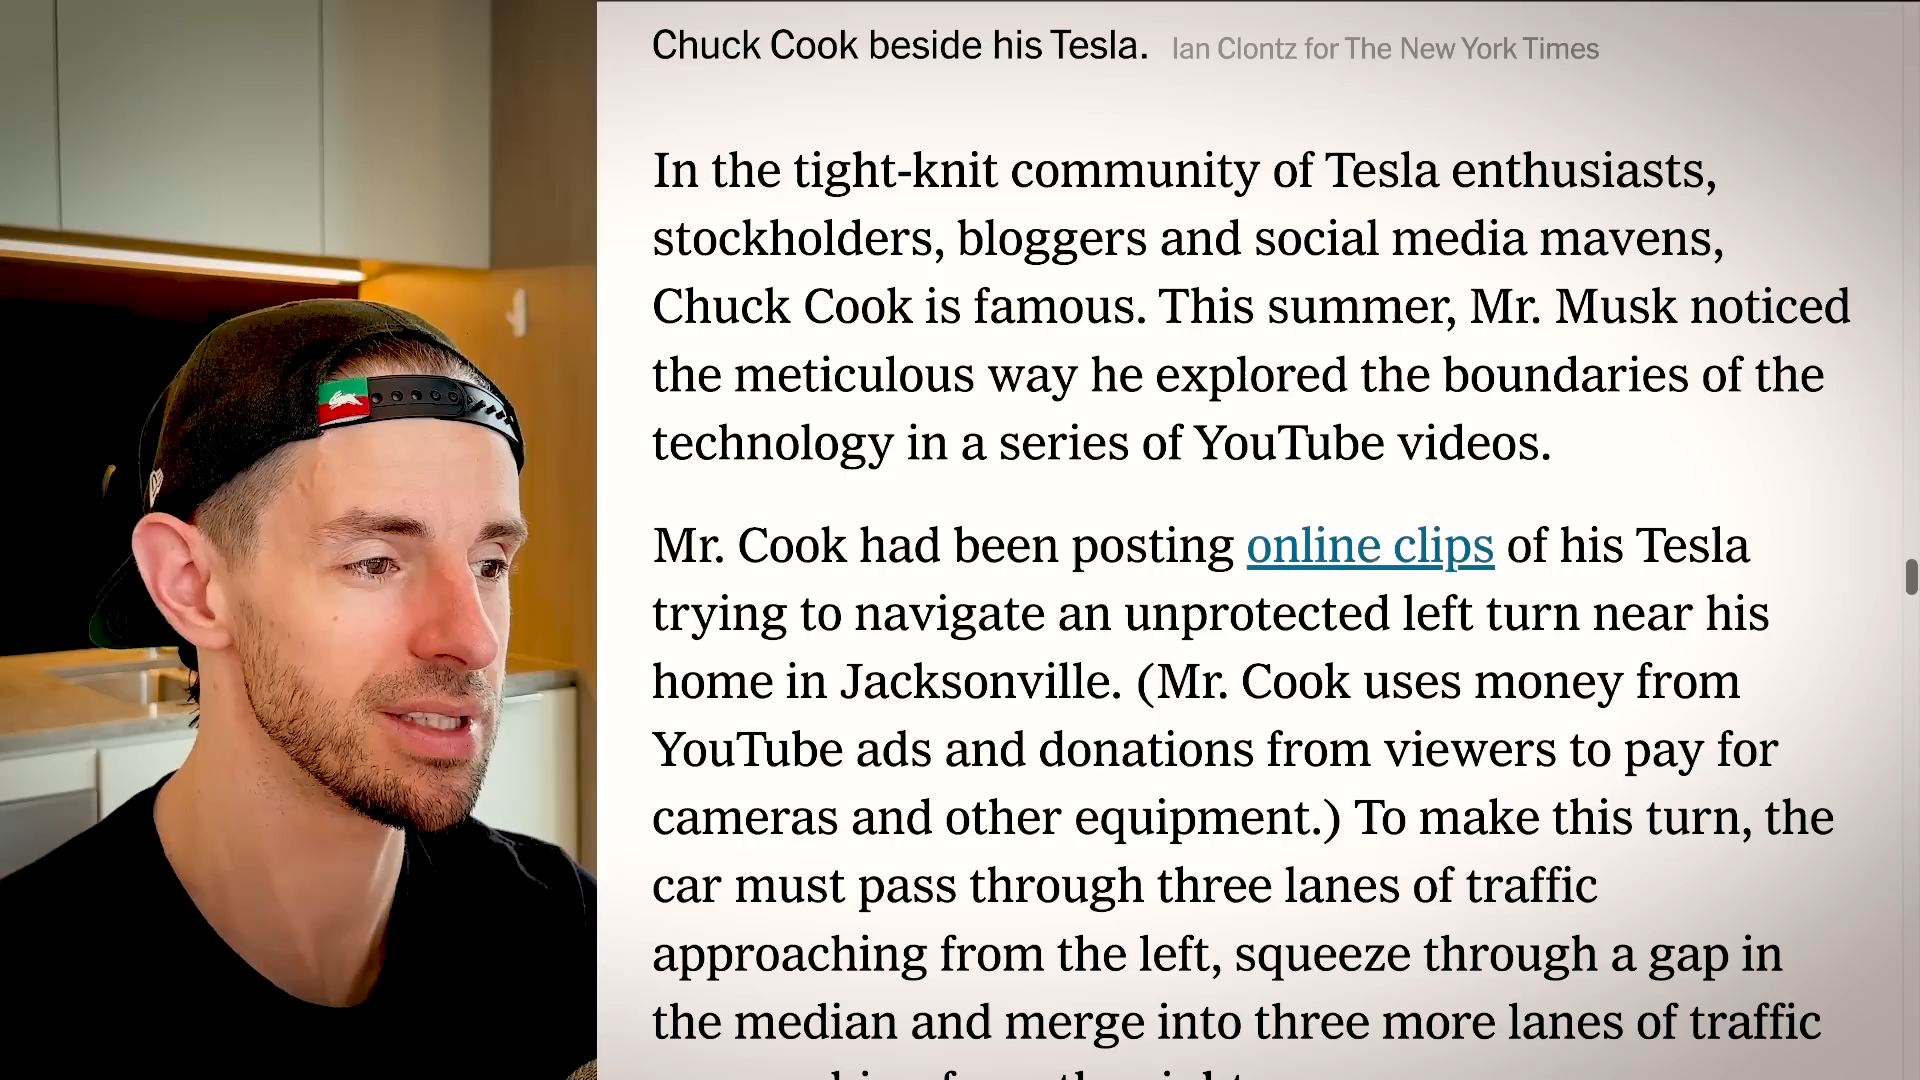 Chuck Cook beside his Tesla. Ian Clontz for The New York Times
In the tight-knit community of Tesla enthusiasts,
stockholders, bloggers and social media mavens,
Chuck Cook is famous. This summer, Mr. Musk noticed
the meticulous way he explored the boundaries of the
technology in a series of YouTube videos.
Mr. Cook had been posting online clips of his Tesla
trying to navigate an unprotected left turn near his
home in Jacksonville. (Mr. Cook uses money from
YouTube ads and donations from viewers to pay for
cameras and other equipment.) To make this turn, the
car must pass through three lanes of traffic
approaching from the left, squeeze through a gap in
the median and merge into three more lanes of traffic